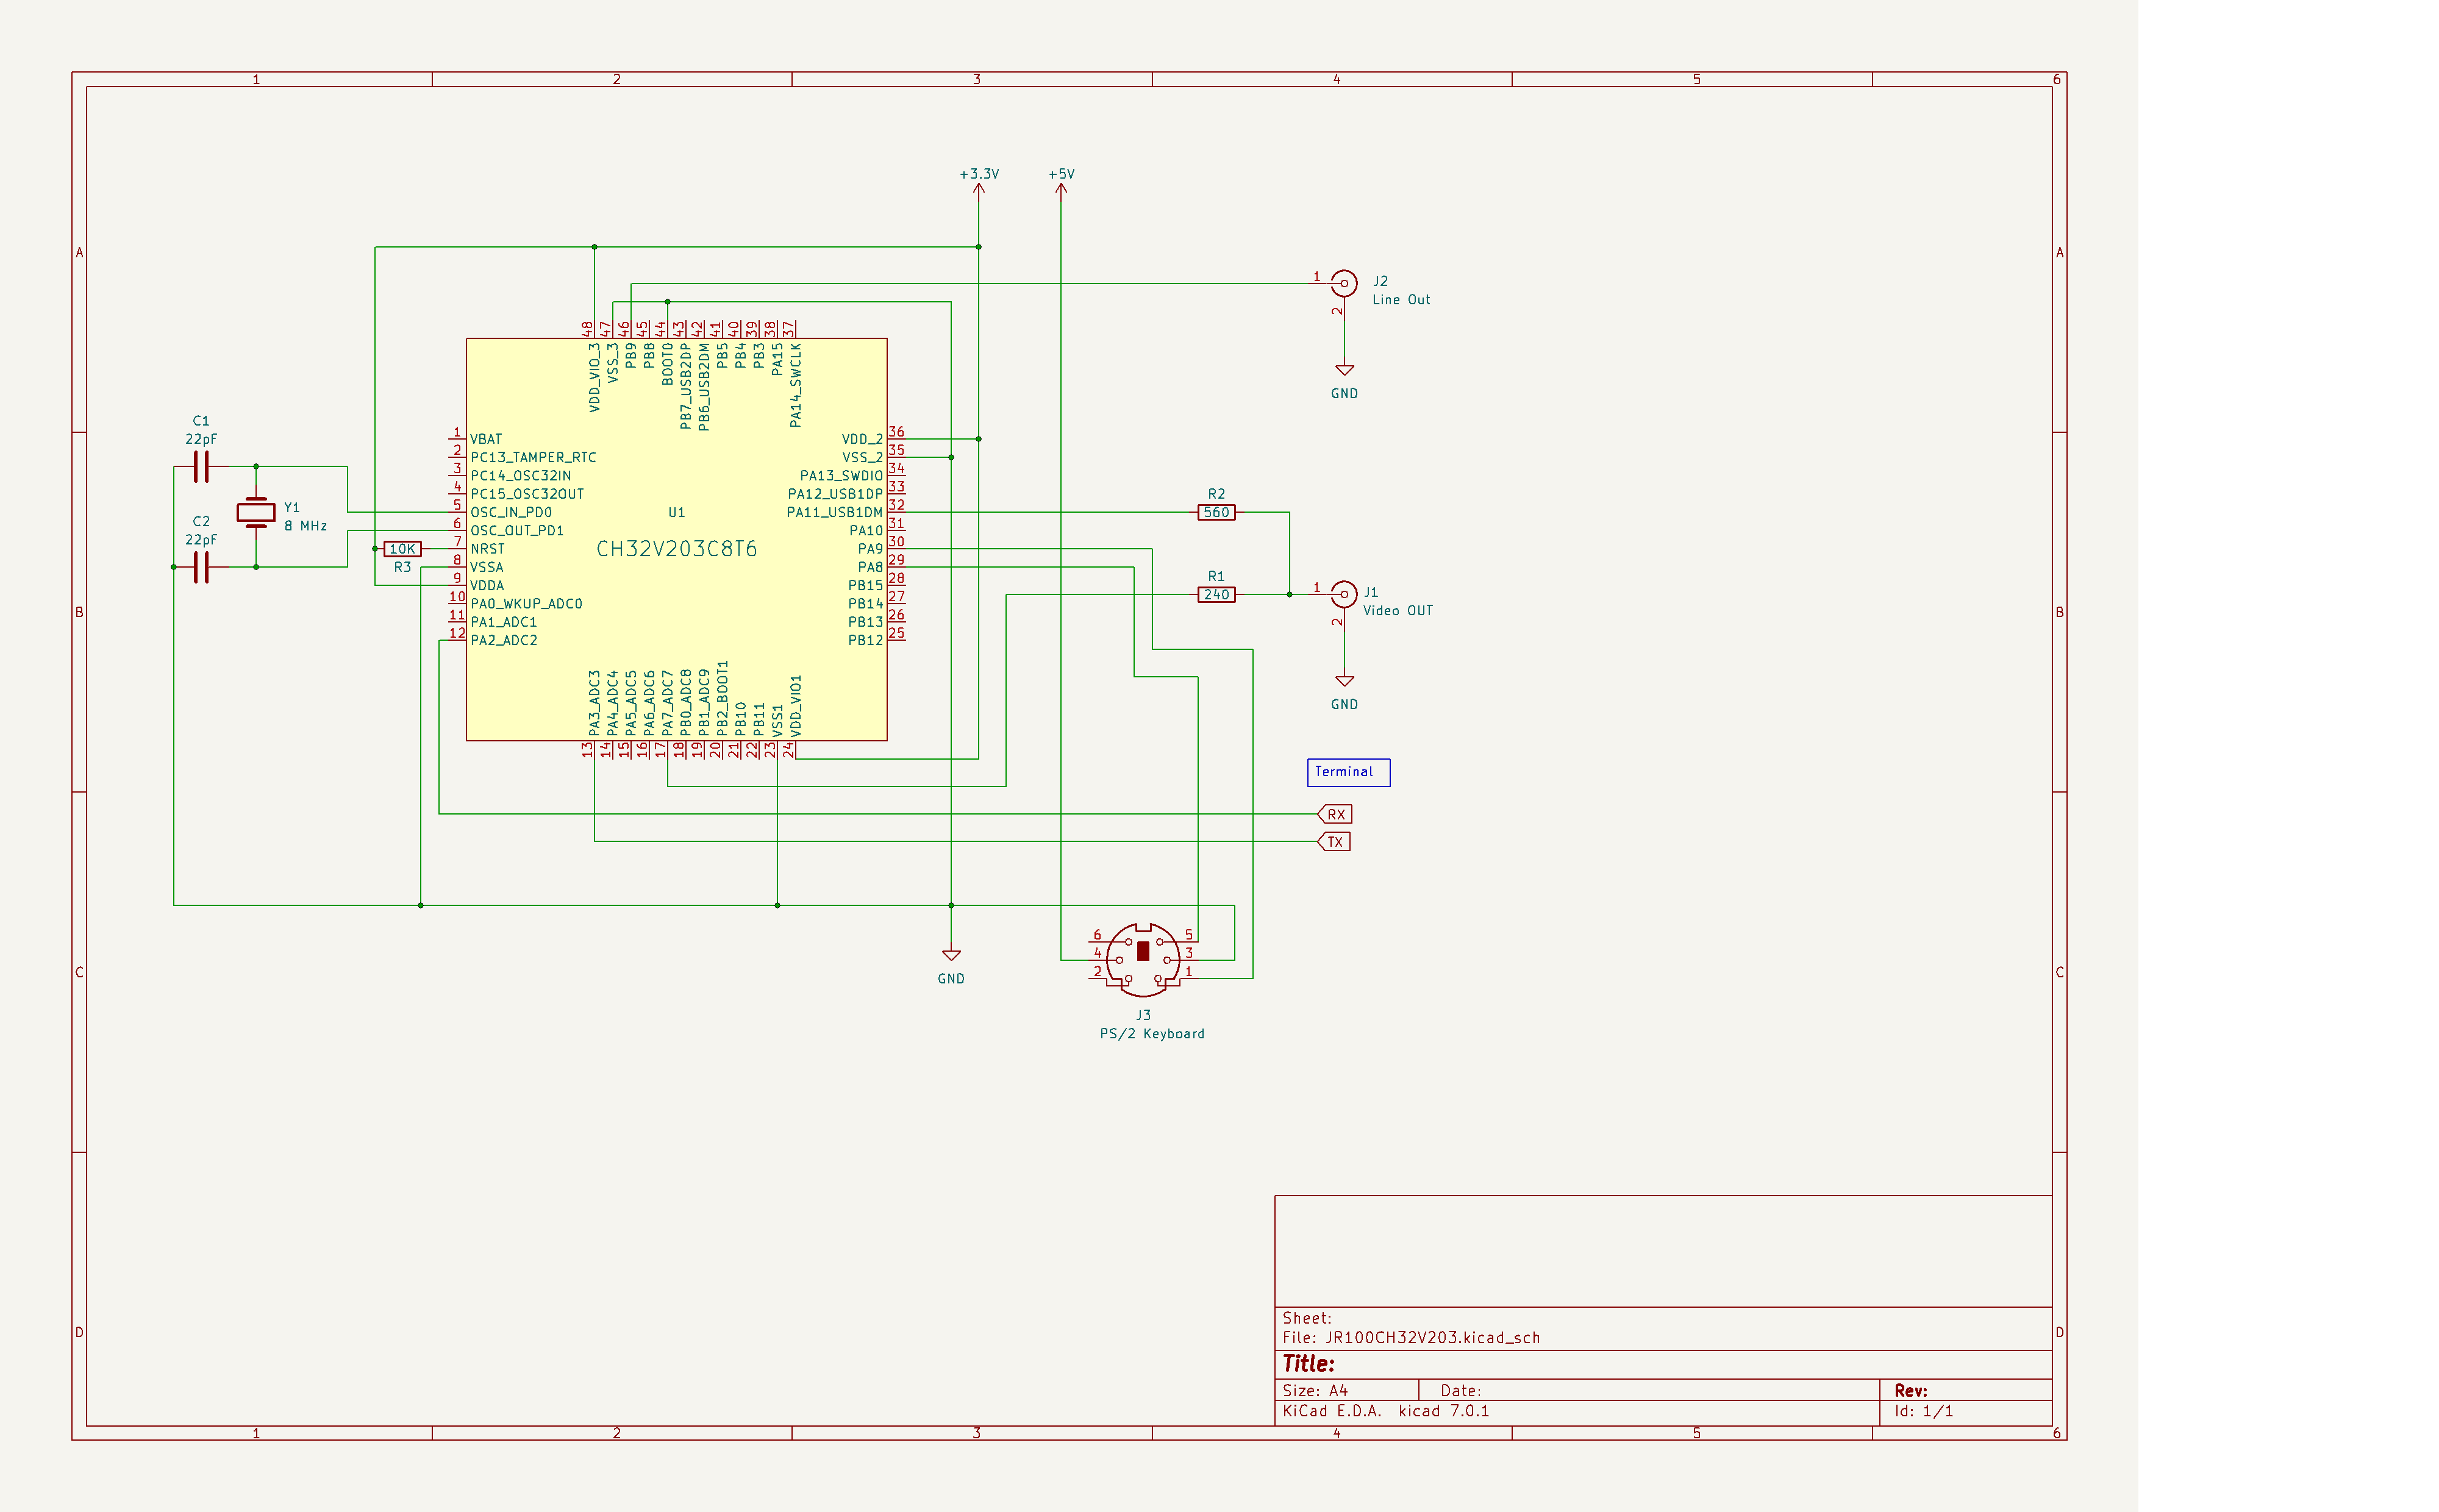 1 2 3 4 5 6
+3.3V +5V
A A
J2
1
Line Out
2
GND
48 47 46 45 44 43 42 41 40 39 38 37
VDD_VIO_3 VSS_3 PB9 PB8 BOOT0 PB7_USB2DP PB6_USB2DM PB5 PB4 PB3 PA15 PA14_SWCLK
C1
22pF
1 VBAT
2 PC13_TAMPER_RTC
3 PC14_OSC32IN
4 PC15_OSC32OUT
5 OSC_IN_PD0
6 OSC_OUT_PD1
7 NRST
8 VSSA
9 VDDA
10 PA0_WKUP_ADC0
11 PA1_ADC1
12 PA2_ADC2
VDD_2 36
VSS_2 35
PA13_SWDIO 34
PA12_USB1DP 33
PA11_USB1DM 32
PA10 31
PA9 30
PA8 29
PB15 28
PB14 27
PB13 26
PB12 25
U1
CH32V203C8T6
Y1
8 MHz
C2
22pF
10K
R3
R2
560
R1
240
J1
1
Video OUT
2
GND
B B
PA3_ADC3 PA4_ADC4 PA5_ADC5 PA6_ADC6 PA7_ADC7 PB0_ADC8 PB1_ADC9 PB2_BOOT1 PB10 PB11 VSS1 VDD_VIO1
13 14 15 16 17 18 19 20 21 22 23 24
Terminal
RX
TX
GND
6 5
4 3
2 1
J3
PS/2 Keyboard
C C
Sheet:
File: JR100CH32V203.kicad_sch
Title:
Size: A4 Date: Rev:
KiCad E.D.A. kicad 7.0.1 Id: 1/1
D D
1 2 3 4 5 6